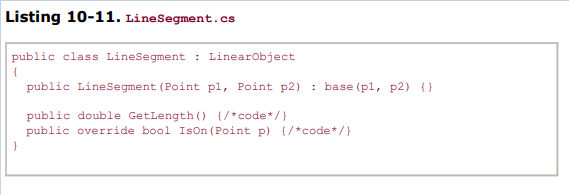 Listing 10-11. LineSegment.cs
public class LineSegment : LinearObject
{
  public LineSegment(Point p1, Point p2) : base(p1, p2) {}
  public double GetLength() {/*code*/}
  public override bool IsOn(Point p) {/*code*/}
}